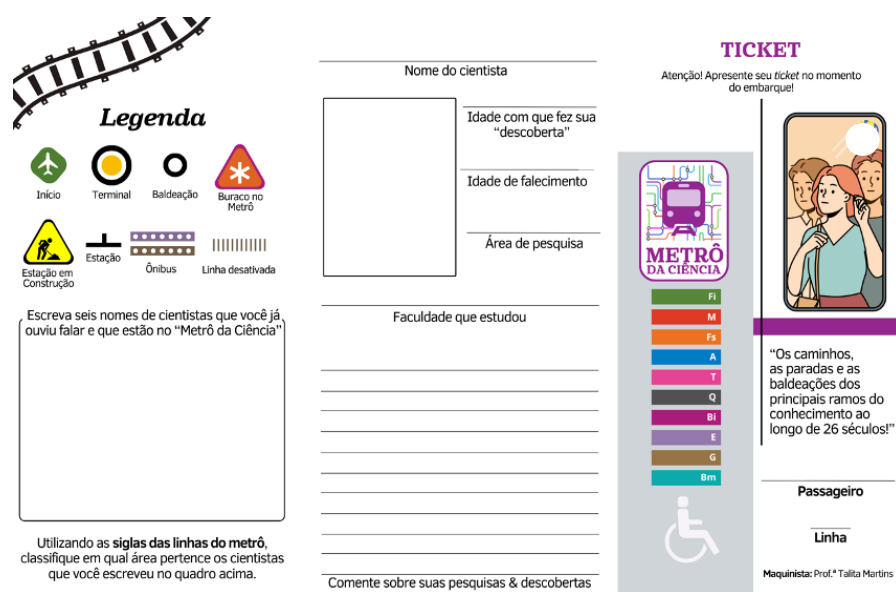 Legenda
Início
Terminal
Baldeação
Buraco no
Metrô
Estação em
Construção
Estação
Ônibus
Linha desativada
Escreva seis nomes de cientistas que você já
ouviu falar e que estão no “Metrô da Ciência”
Utilizando as siglas das linhas do metrô,
classifique em qual área pertence os cientistas
que você escreveu no quadro acima.
Nome do cientista
Idade com que fez sua
“descoberta”
Idade de falecimento
Área de pesquisa
Faculdade que estudou
Comente sobre suas pesquisas & descobertas
TICKET
Atenção! Apresente seu ticket no momento
do embarque!
METRÔ
DA CIÊNCIA
Fi
M
Fs
A
T
Q
Bi
E
G
Bm
“Os caminhos,
as paradas e as
baldeações dos
principais ramos do
conhecimento ao
longo de 26 séculos!”
Passageiro
Linha
Maquinista: Prof.ª Talita Martins